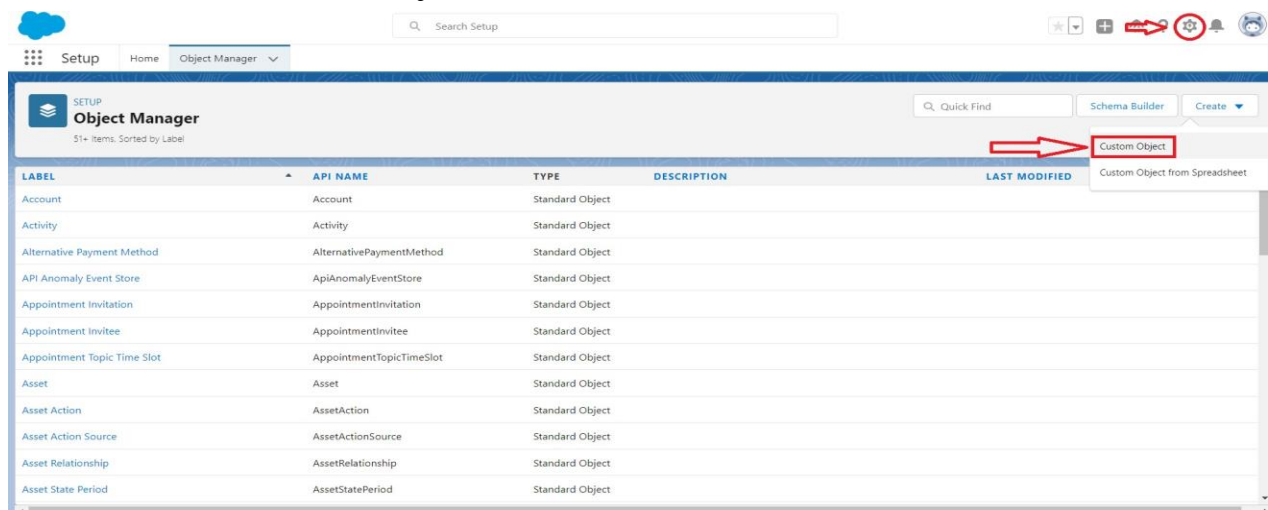 Search Setup
Setup Home Object Manager
SETUP
Object Manager
51+ Items, Sorted by Label
Quick Find
Schema Builder
Create
Custom Object
Custom Object from Spreadsheet
LABEL API NAME TYPE DESCRIPTION LAST MODIFIED
Account Account Standard Object
Activity Activity Standard Object
Alternative Payment Method AlternativePaymentMethod Standard Object
API Anomaly Event Store ApiAnomalyEventStore Standard Object
Appointment Invitation AppointmentInvitation Standard Object
Appointment Invitee AppointmentInvitee Standard Object
Appointment Topic Time Slot AppointmentTopicTimeSlot Standard Object
Asset Asset Standard Object
Asset Action AssetAction Standard Object
Asset Action Source AssetActionSource Standard Object
Asset Relationship AssetRelationship Standard Object
Asset State Period AssetStatePeriod Standard Object